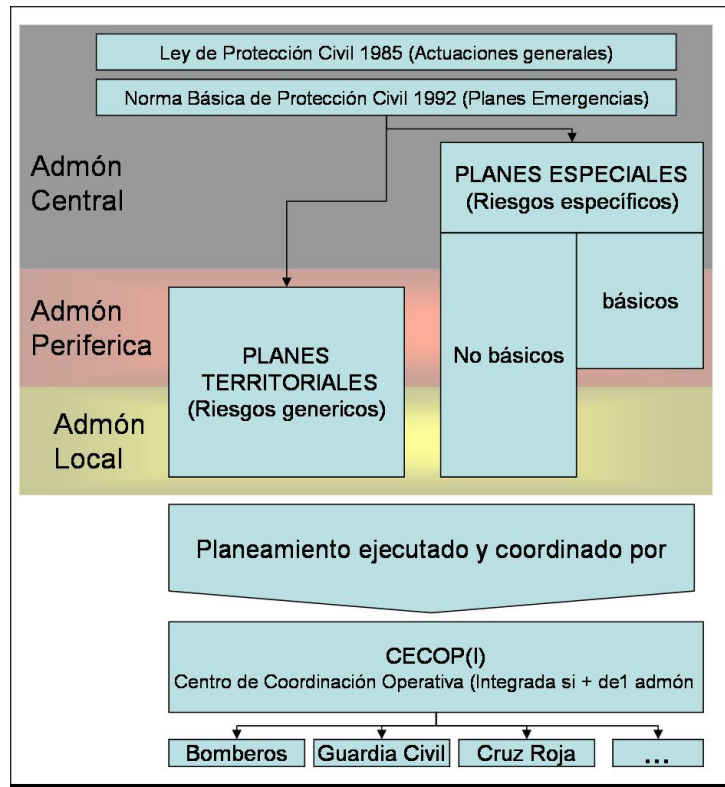 Ley de Protección Civil 1985 (Actuaciones generales)
Norma Básica de Protección Civil 1992 (Planes Emergencias)
Admón
Central
PLANES ESPECIALES
(Riesgos específicos)
básicos
No básicos
Admón
Periferica
PLANES
TERRITORIALES
(Riesgos genericos)
Admón
Local
Planeamiento ejecutado y coordinado por
CECOP(I)
Centro de Coordinación Operativa (Integrada si + de1 admón
Bomberos
Guardia Civil
Cruz Roja
...